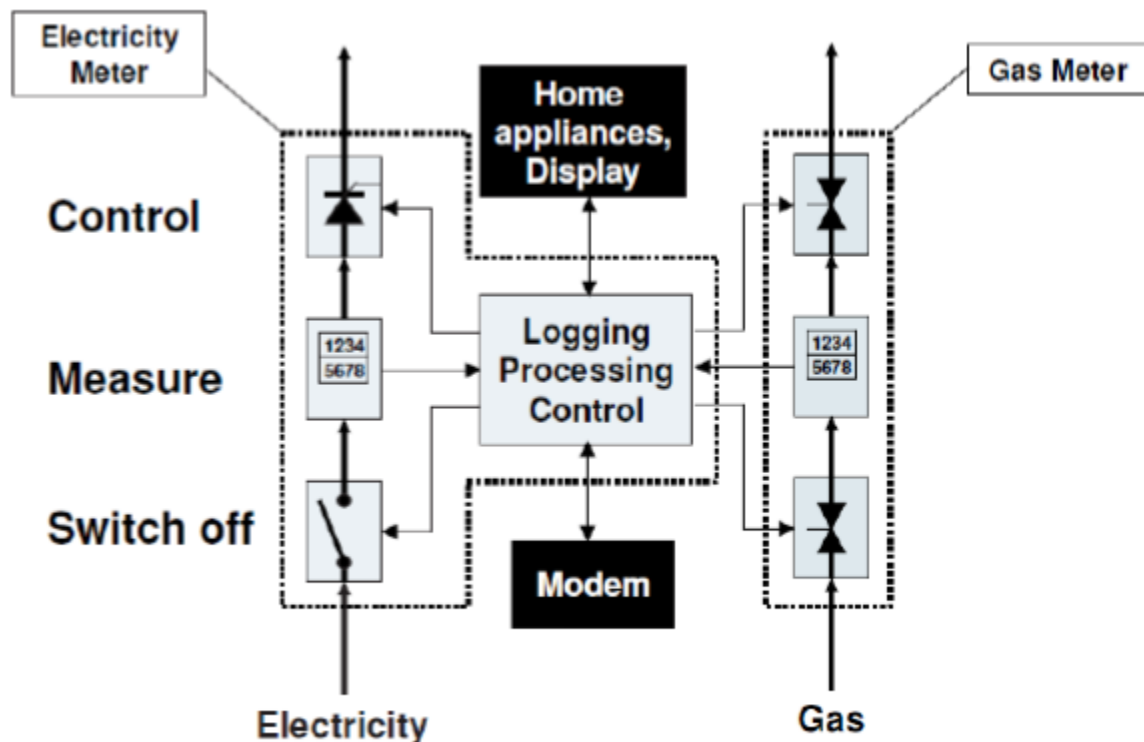 Electricity
Meter
Gas Meter
Home
appliances,
Display
Control
Logging
Processing
Control
1234
5678
1234
5678
Measure
Switch off
Modem
Electricity
Gas